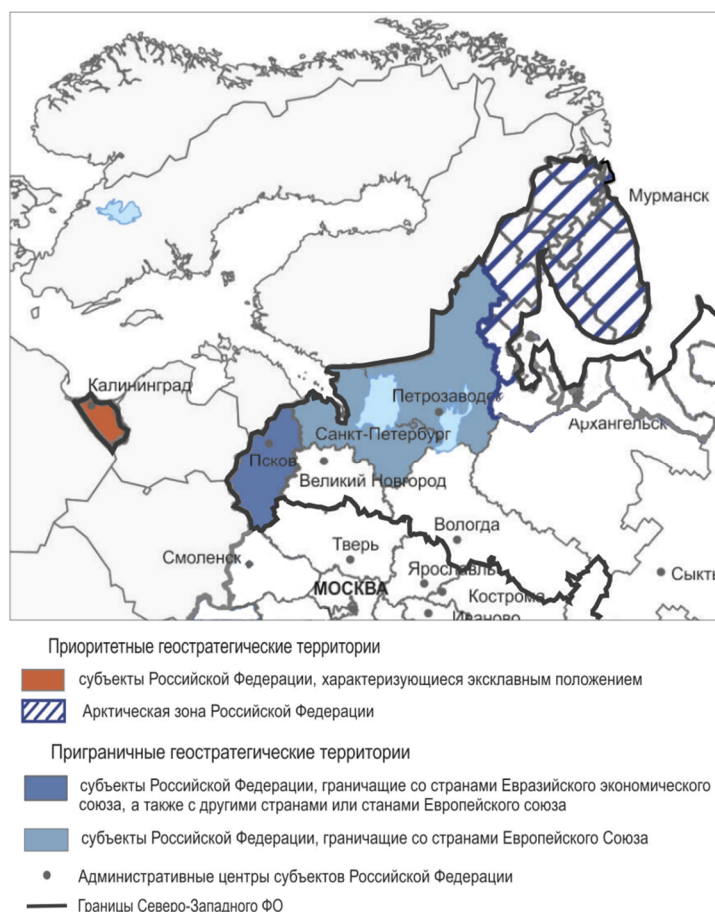 Мурманск
Калининград
Петрозаводск
Архангельск
Санкт-Петербург
Псков
Великий Новгород
Вологда
Тверь
Смоленск
Ярославль
Сыкть
МОСКВА
Кострома
Иваново
Приоритетные геостратегические территории
субъекты Российской Федерации, характеризующиеся эксклавным положением
Арктическая зона Российской Федерации
Приграничные геостратегические территории
субъекты Российской Федерации, граничащие со странами Евразийского экономического
союза, а также с другими странами или станами Европейского союза
субъекты Российской Федерации, граничащие со странами Европейского Союза
Административные центры субъектов Российской Федерации
Границы Северо-Западного ФО